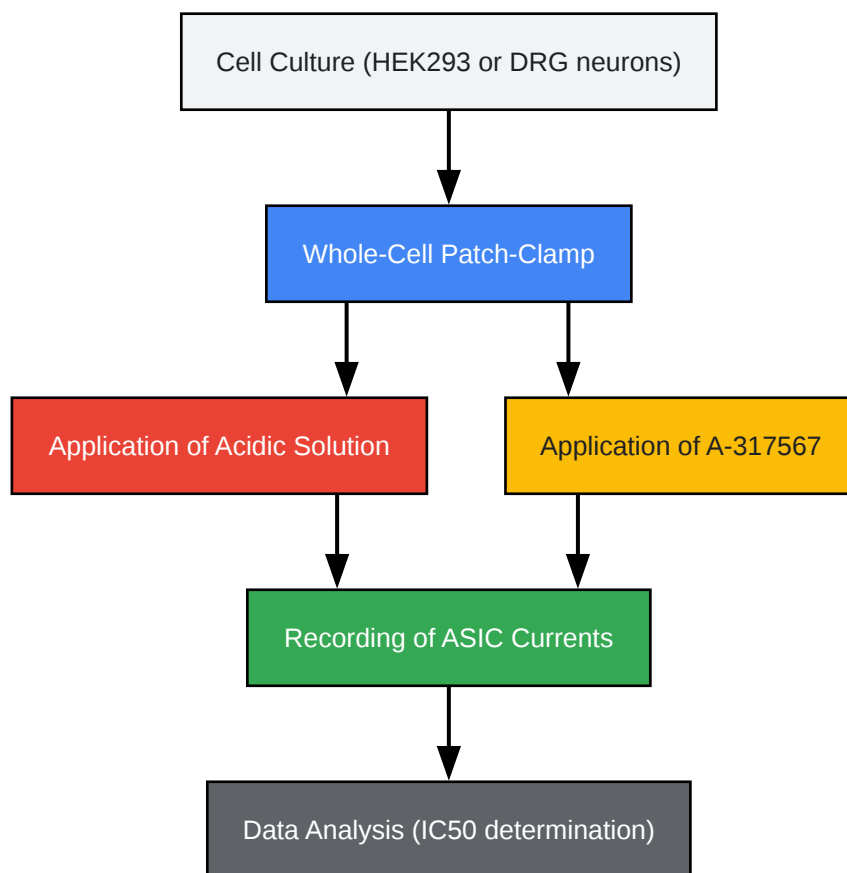 Cell Culture (HEK293 or DRG neurons)
Whole-Cell Patch-Clamp
Application of Acidic Solution
Application of A-317567
Recording of ASIC Currents
Data Analysis (IC50 determination)